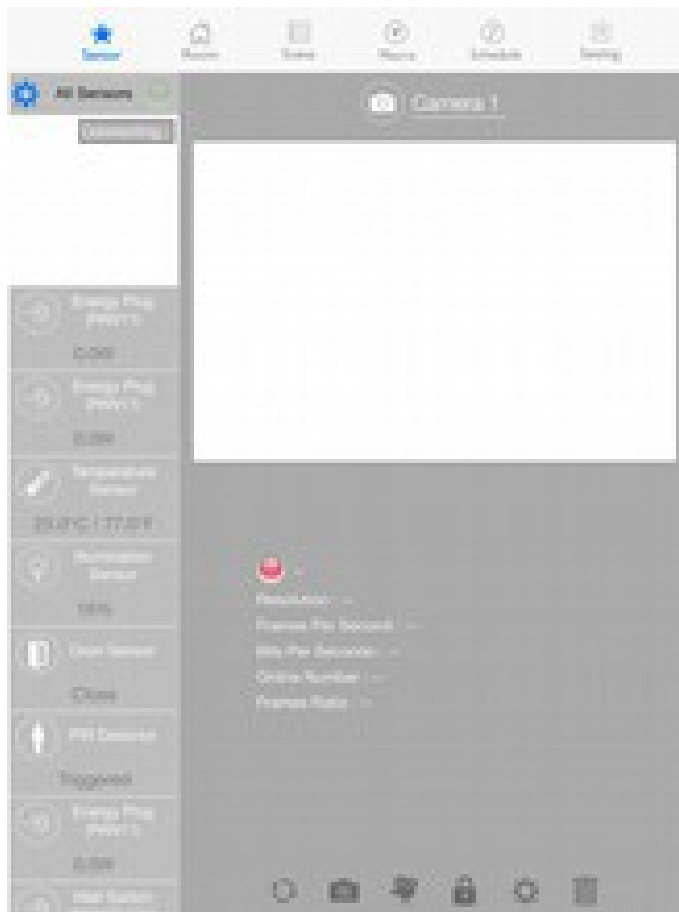 Sensor
Room
Scene
Macro
Schedule
Setting
All Sensors
Camera 1
Connecting...
Energy Plug
0.0W
Energy Plug
0.0W
Temperature
Sensor
25.0°C / 77.0°F
Illumination
Sensor
Resolution : --
Frames Per Second : --
Bits Per Seconds : --
Online Number : --
Frames Ratio : --
Door Sensor
Close
PIR Detector
Triggered
Energy Plug
0.0W